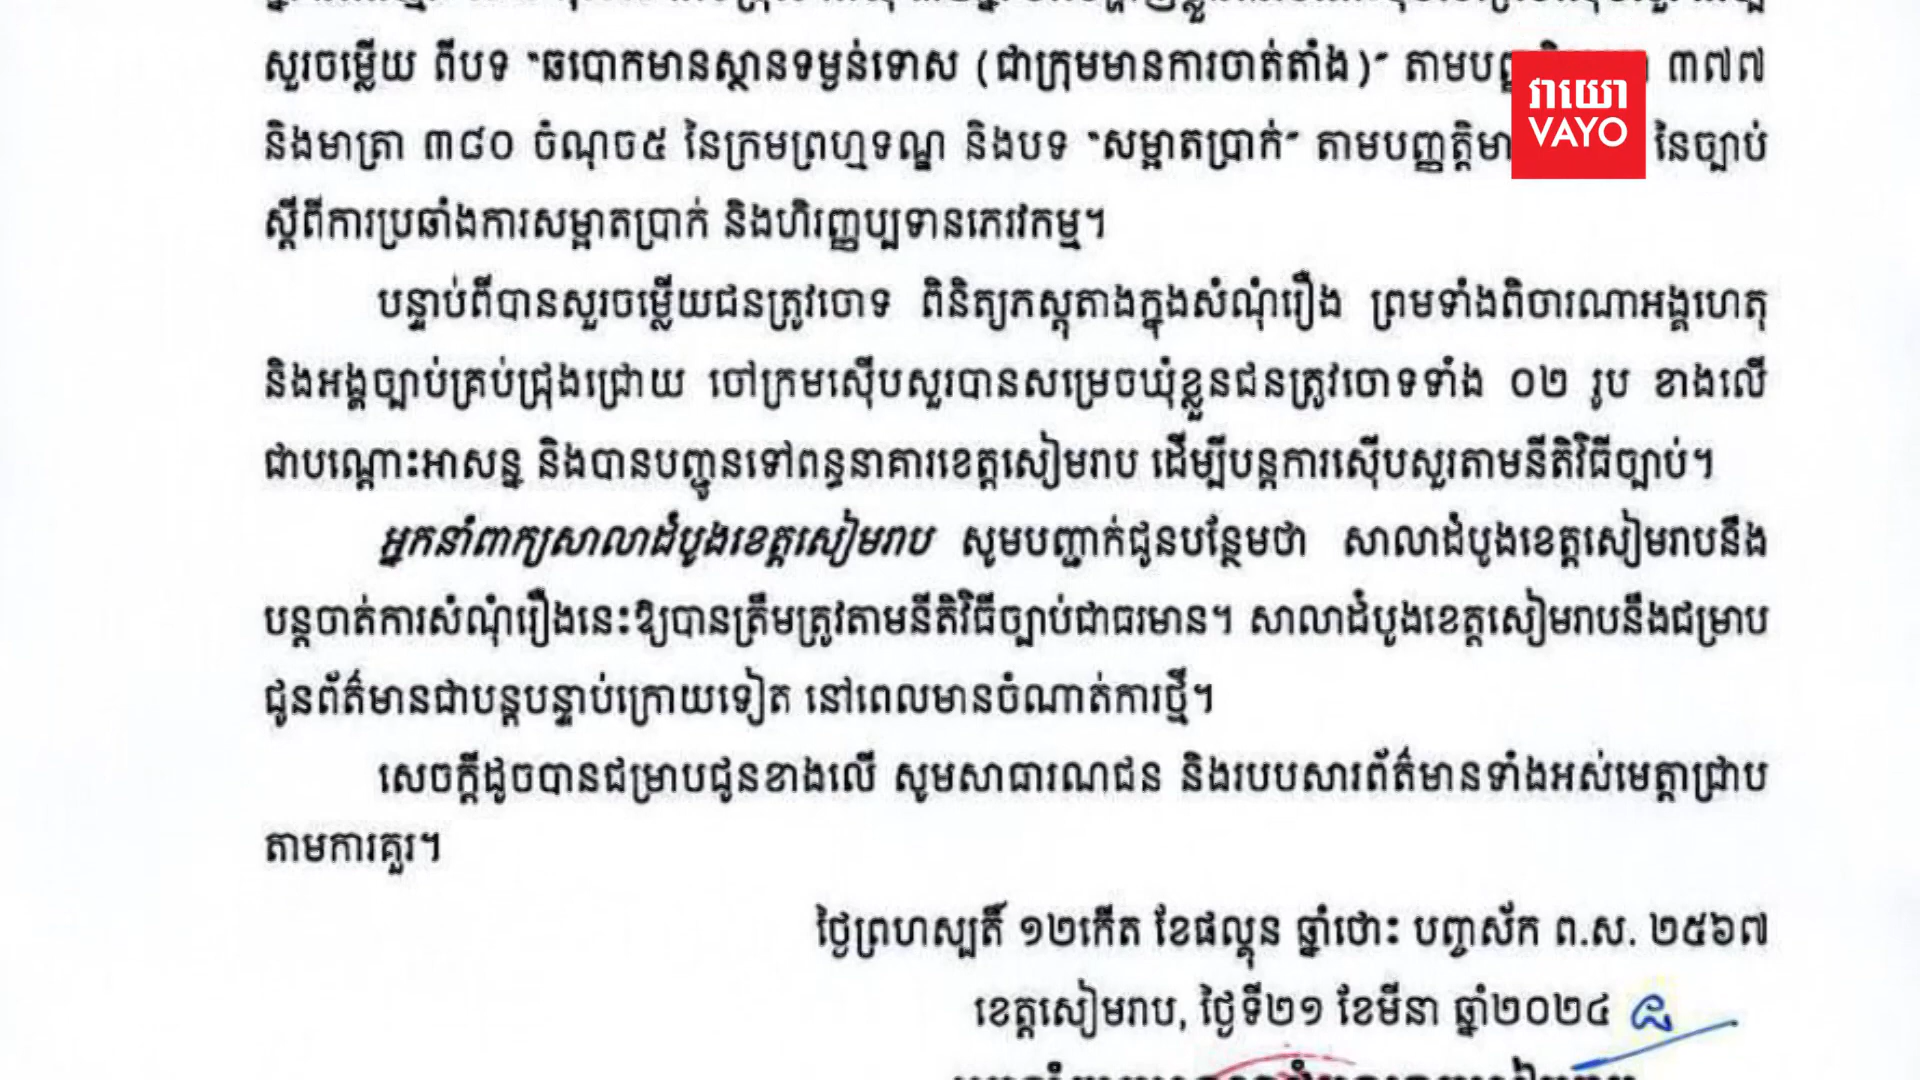 សួរចម្លើយ ពីបទ “ឆបោកមានស្ថានទម្ងន់ទោស (ជាក្រុមមានការចាត់តាំង)” តាម ៣៧៧
វាយោ
VAYO
និងមាត្រា ៣៨០ ចំណុច៥ នៃក្រមព្រហ្មទណ្ឌ និងបទ “សម្អាតប្រាក់” តាមបញ្ញត្តិ នៃច្បាប់
ស្តីពីការប្រឆាំងការសម្អាតប្រាក់ និងហិរញ្ញប្បទានភេរវកម្ម។
បន្ទាប់ពីបានសួរចម្លើយជនត្រូវចោទ ពិនិត្យភស្តុតាងក្នុងសំណុំរឿង ព្រមទាំងពិចារណាអង្គហេតុ
និងអង្គច្បាប់គ្រប់ជ្រុងជ្រោយ ចៅក្រមស៊ើបសួរបានសម្រេចឃុំខ្លួនជនត្រូវចោទទាំង ០២ រូប ខាងលើ
ជាបណ្តោះអាសន្ន និងបានបញ្ជូនទៅពន្ធនាគារខេត្តសៀមរាប ដើម្បីបន្តការស៊ើបសួរតាមនីតិវិធីច្បាប់។
អ្នកនាំពាក្យសាលាដំបូងខេត្តសៀមរាប សូមបញ្ជាក់ជូនបន្ថែមថា សាលាដំបូងខេត្តសៀមរាបនឹង
បន្តចាត់ការសំណុំរឿងនេះឱ្យបានត្រឹមត្រូវតាមនីតិវិធីច្បាប់ជាធរមាន។ សាលាដំបូងខេត្តសៀមរាបនឹងជម្រាប
ជូនព័ត៌មានជាបន្តបន្ទាប់ក្រោយទៀត នៅពេលមានចំណាត់ការថ្មី។
សេចក្តីដូចបានជម្រាបជូនខាងលើ សូមសាធារណជន និងរបបសារព័ត៌មានទាំងអស់មេត្តាជ្រាប
តាមការគួរ។
ថ្ងៃព្រហស្បតិ៍ ១២កើត ខែផល្គុន ឆ្នាំថោះ បញ្ចស័ក ព.ស. ២៥៦៧
ខេត្តសៀមរាប, ថ្ងៃទី២១ ខែមីនា ឆ្នាំ២០២៤